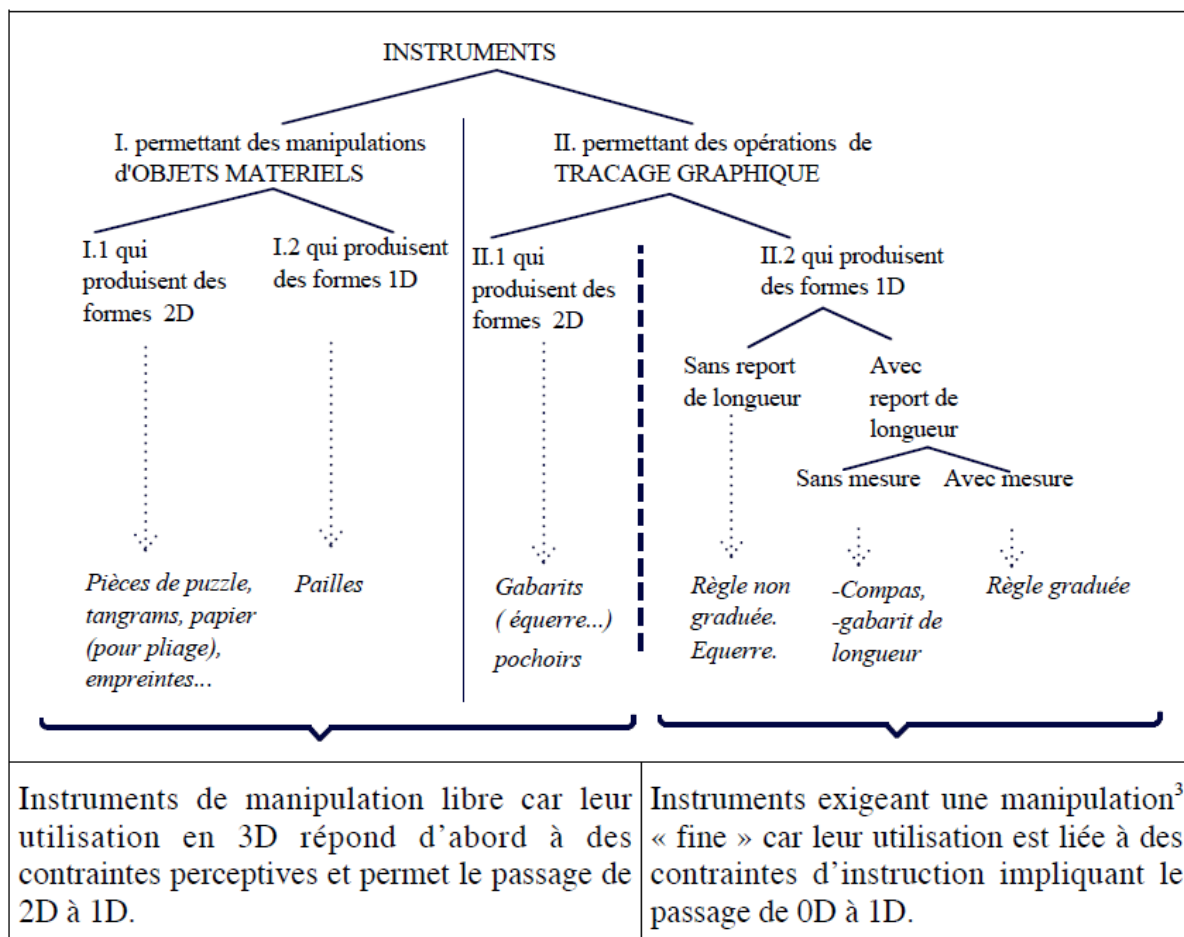 INSTRUMENTS
I. permettant des manipulations
d'OBJETS MATERIELS
II. permettant des opérations de
TRACAGE GRAPHIQUE
I.1 qui
produisent des
formes 2D
I.2 qui produisent
des formes 1D
II.1 qui
produisent des
formes 2D
II.2 qui produisent
des formes 1D
Sans report
de longueur
Avec
report de
longueur
Sans mesure
Avec mesure
Pièces de puzzle,
tangrams, papier
(pour pliage),
empreintes...
Pailles
Gabarits
( équerre...)
pochoirs
Règle non
graduée.
Equerre.
-Compas,
-gabarit de
longueur
Règle graduée
Instruments de manipulation libre car leur
utilisation en 3D répond d’abord à des
contraintes perceptives et permet le passage de
2D à 1D.
Instruments exigeant une manipulation³
« fine » car leur utilisation est liée à des
contraintes d’instruction impliquant le
passage de 0D à 1D.